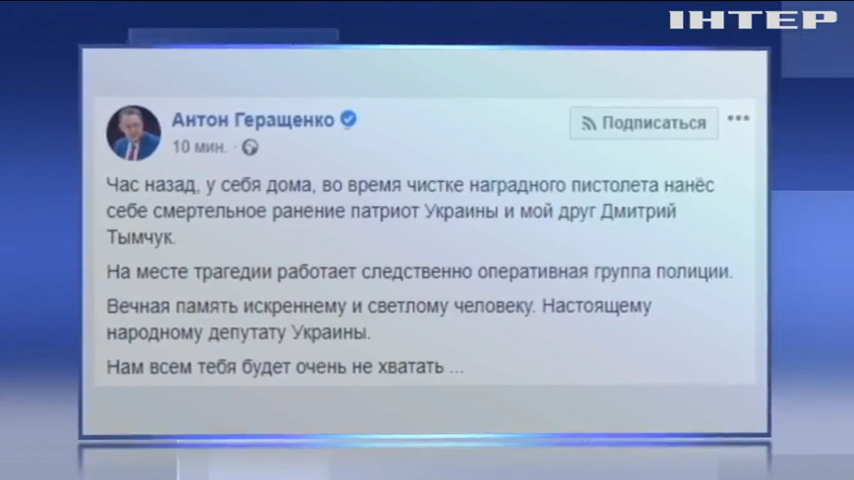 ІНТЕР
Антон Геращенко
Подписаться
10 мин.
Час назад, у себя дома, во время чистке наградного пистолета нанёс
себе смертельное ранение патриот Украины и мой друг Дмитрий
Тымчук.
На месте трагедии работает следственно оперативная группа полиции.
Вечная память искреннему и светлому человеку. Настоящему
народному депутату Украины.
Нам всем тебя будет очень не хватать ...